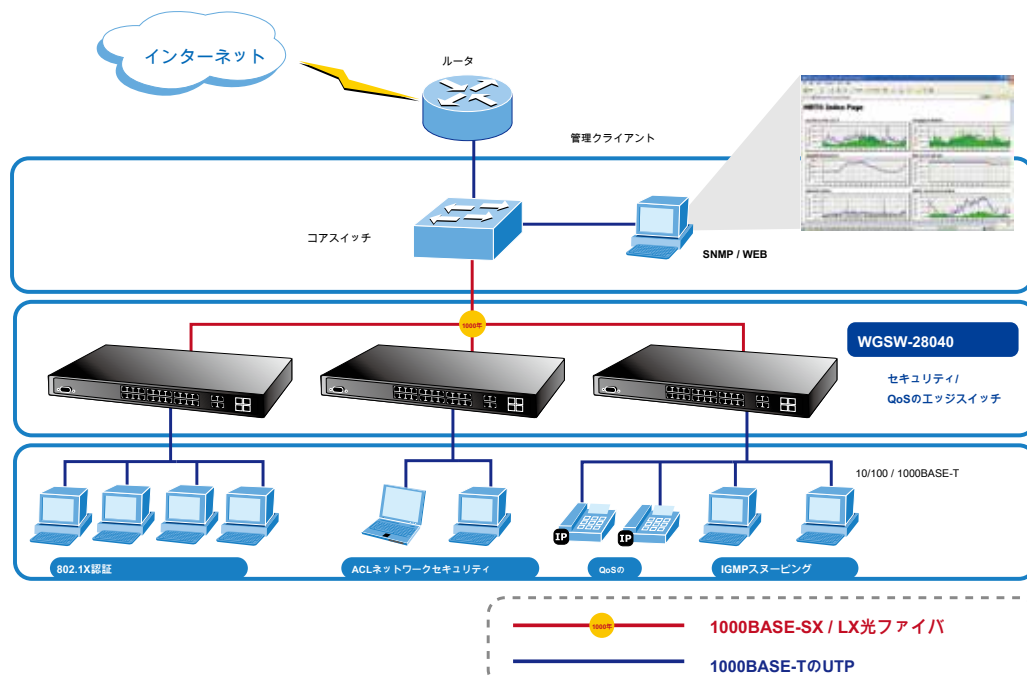 インターネット
ルータ
管理クライアント
MRTG Index Page
コアスイッチ
SNMP / WEB
1000年
WGSW-28040
セキュリティ/
QoSのエッジスイッチ
10/100 / 1000BASE-T
IP
IP
802.1X認証
ACLネットワークセキュリティ
QoSの
IGMPスヌーピング
1000年
1000BASE-SX / LX光ファイバ
1000BASE-TのUTP